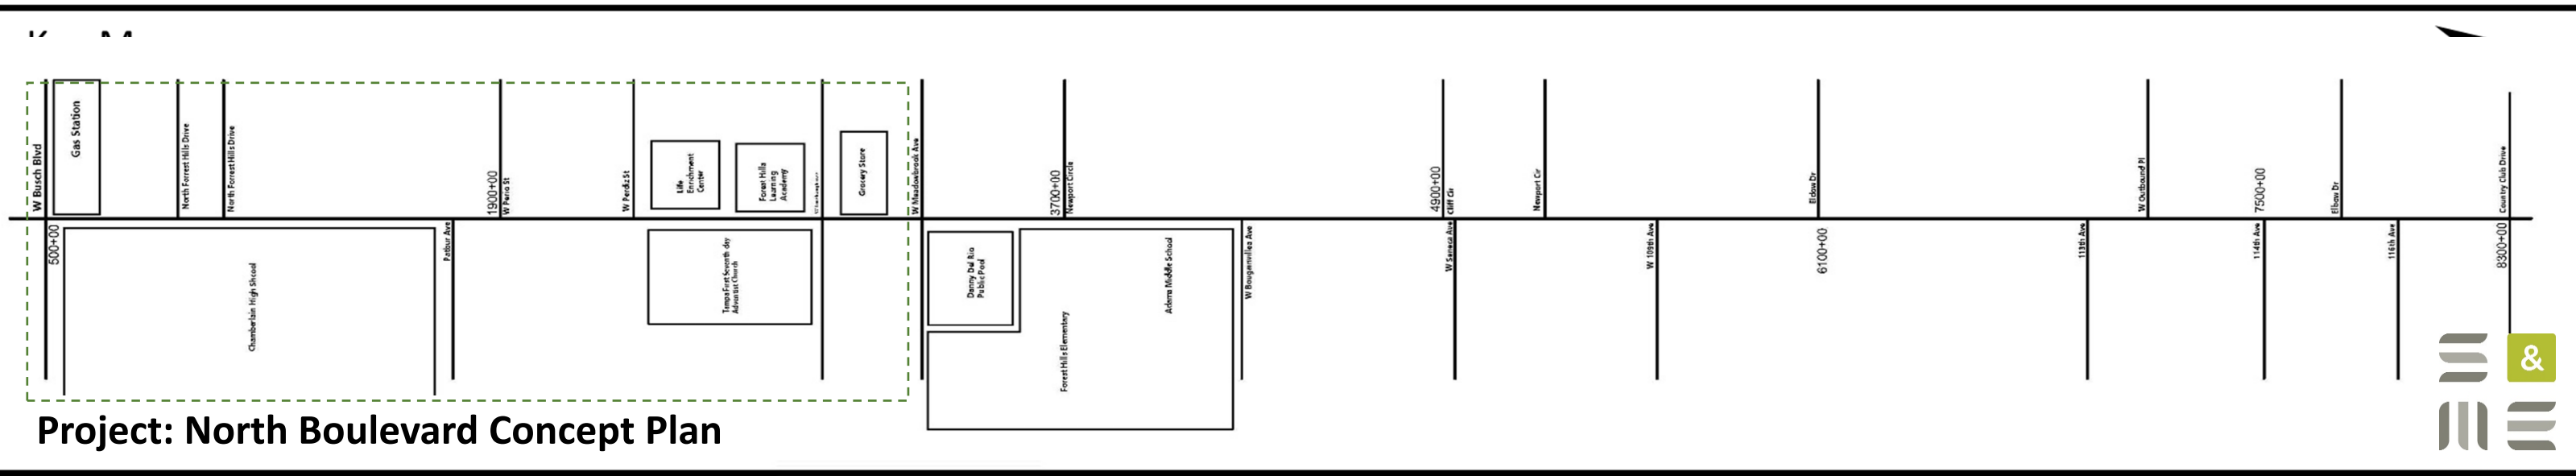 W Busch Blvd
Gas Station
North Forrest Hills Drive
North Forrest Hills Drive
1900+00
W Perio St
W Perdiz St
Life
Enrichment
Center
Forest Hills
Learning
Academy
Grocery Store
W Meadowbrook Ave
3700+00
Newport Circle
4900+00
Cliff Cir
Newport Cir
Eldow Dr
W Outbound Pl
7500+00
Elbow Dr
Country Club Drive
500+00
Chamberlain High Shcool
Patbur Ave
Tampa First Seventh day
Adventist Church
Danny Del Rio
Public Pool
Forest Hills Elementary
Adams Middle School
W Bougenvillea Ave
W Seneca Ave
W 109th Ave
6100+00
113th Ave
114th Ave
116th Ave
8300+00
Project: North Boulevard Concept Plan
S &
ME